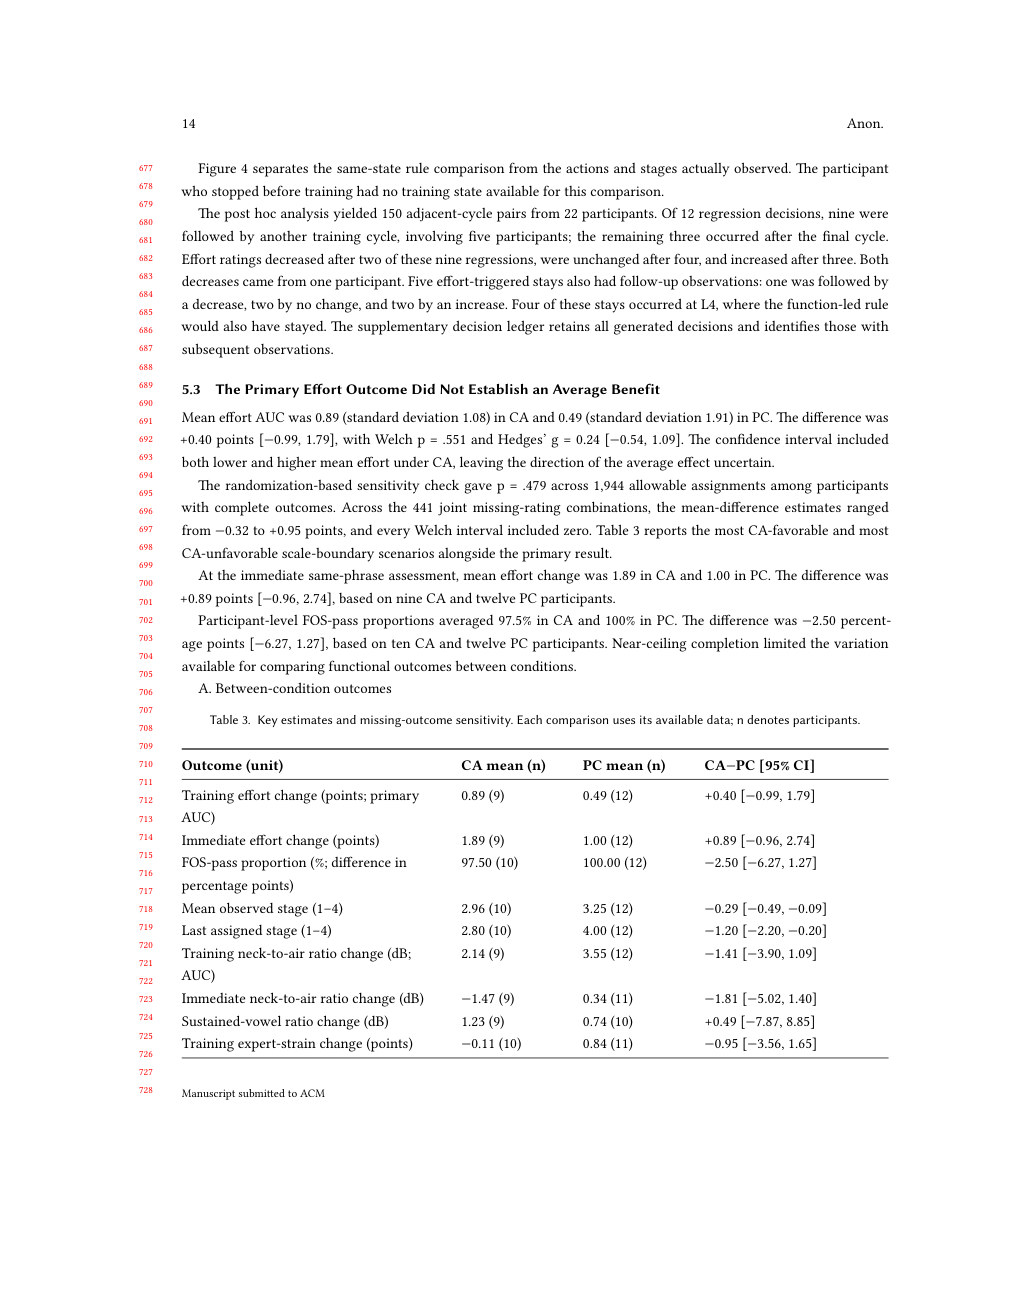 14
Anon.
677
678
679
680
681
682
683
684
685
686
687
688
689
690
691
692
693
694
695
696
697
698
699
700
701
702
703
704
705
706
707
708
709
710
711
712
713
714
715
716
717
718
719
720
721
722
723
724
725
726
727
728
Figure 4 separates the same-state rule comparison from the actions and stages actually observed. The participant
who stopped before training had no training state available for this comparison.
The post hoc analysis yielded 150 adjacent-cycle pairs from 22 participants. Of 12 regression decisions, nine were
followed by another training cycle, involving five participants; the remaining three occurred after the final cycle.
Effort ratings decreased after two of these nine regressions, were unchanged after four, and increased after three. Both
decreases came from one participant. Five effort-triggered stays also had follow-up observations: one was followed by
a decrease, two by no change, and two by an increase. Four of these stays occurred at L4, where the function-led rule
would also have stayed. The supplementary decision ledger retains all generated decisions and identifies those with
subsequent observations.
5.3 The Primary Effort Outcome Did Not Establish an Average Benefit
Mean effort AUC was 0.89 (standard deviation 1.08) in CA and 0.49 (standard deviation 1.91) in PC. The difference was
+0.40 points [−0.99, 1.79], with Welch p = .551 and Hedges' g = 0.24 [−0.54, 1.09]. The confidence interval included
both lower and higher mean effort under CA, leaving the direction of the average effect uncertain.
The randomization-based sensitivity check gave p = .479 across 1,944 allowable assignments among participants
with complete outcomes. Across the 441 joint missing-rating combinations, the mean-difference estimates ranged
from −0.32 to +0.95 points, and every Welch interval included zero. Table 3 reports the most CA-favorable and most
CA-unfavorable scale-boundary scenarios alongside the primary result.
At the immediate same-phrase assessment, mean effort change was 1.89 in CA and 1.00 in PC. The difference was
+0.89 points [−0.96, 2.74], based on nine CA and twelve PC participants.
Participant-level FOS-pass proportions averaged 97.5% in CA and 100% in PC. The difference was −2.50 percent-
age points [−6.27, 1.27], based on ten CA and twelve PC participants. Near-ceiling completion limited the variation
available for comparing functional outcomes between conditions.
A. Between-condition outcomes
Table 3. Key estimates and missing-outcome sensitivity. Each comparison uses its available data; n denotes participants.
Outcome (unit) CA mean (n) PC mean (n) CA−PC [95% CI]
Training effort change (points; primary 0.89 (9) 0.49 (12) +0.40 [−0.99, 1.79]
AUC)
Immediate effort change (points) 1.89 (9) 1.00 (12) +0.89 [−0.96, 2.74]
FOS-pass proportion (%; difference in 97.50 (10) 100.00 (12) −2.50 [−6.27, 1.27]
percentage points)
Mean observed stage (1–4) 2.96 (10) 3.25 (12) −0.29 [−0.49, −0.09]
Last assigned stage (1–4) 2.80 (10) 4.00 (12) −1.20 [−2.20, −0.20]
Training neck-to-air ratio change (dB; 2.14 (9) 3.55 (12) −1.41 [−3.90, 1.09]
AUC)
Immediate neck-to-air ratio change (dB) −1.47 (9) 0.34 (11) −1.81 [−5.02, 1.40]
Sustained-vowel ratio change (dB) 1.23 (9) 0.74 (10) +0.49 [−7.87, 8.85]
Training expert-strain change (points) −0.11 (10) 0.84 (11) −0.95 [−3.56, 1.65]
Manuscript submitted to ACM